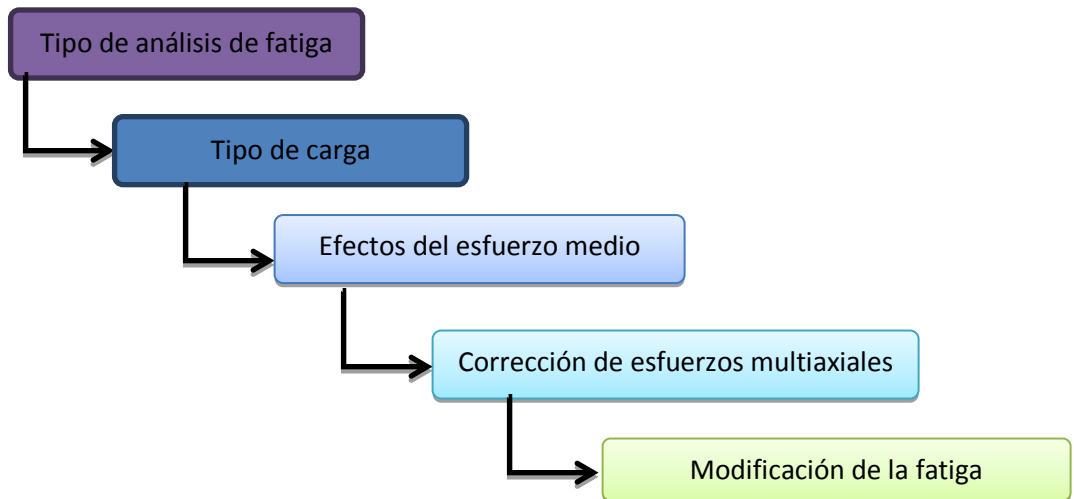 Tipo de análisis de fatiga
Tipo de carga
Efectos del esfuerzo medio
Corrección de esfuerzos multiaxiales
Modificación de la fatiga